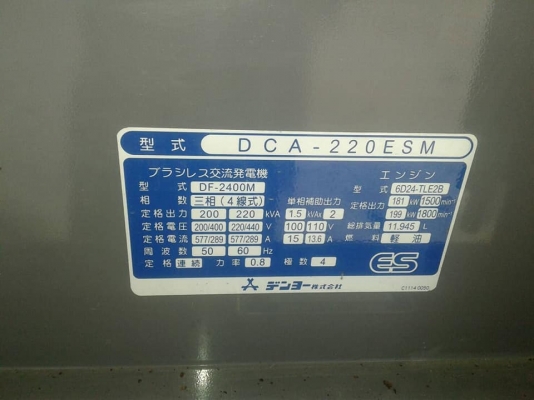 型式 DCA-220ESM
ブラシレス交流発電機 エンジン
型式 DF-2400M 型式 6D24-TLE2B
相数 三相(4線式) 単相補助出力 定格出力 181 kW 1500 min⁻¹
定格出力 200 220 kVA 1.5 kVA×2 199 kW 1800 min⁻¹
定格電圧 200/400 220/440 V 100 110 V 総排気量 11.945 L
定格電流 577/289 577/289 A 15 13.6 A 燃料 軽油
周波数 50 60 Hz
定格 連続 力率 0.8 極数 4 ES
デンヨー株式会社